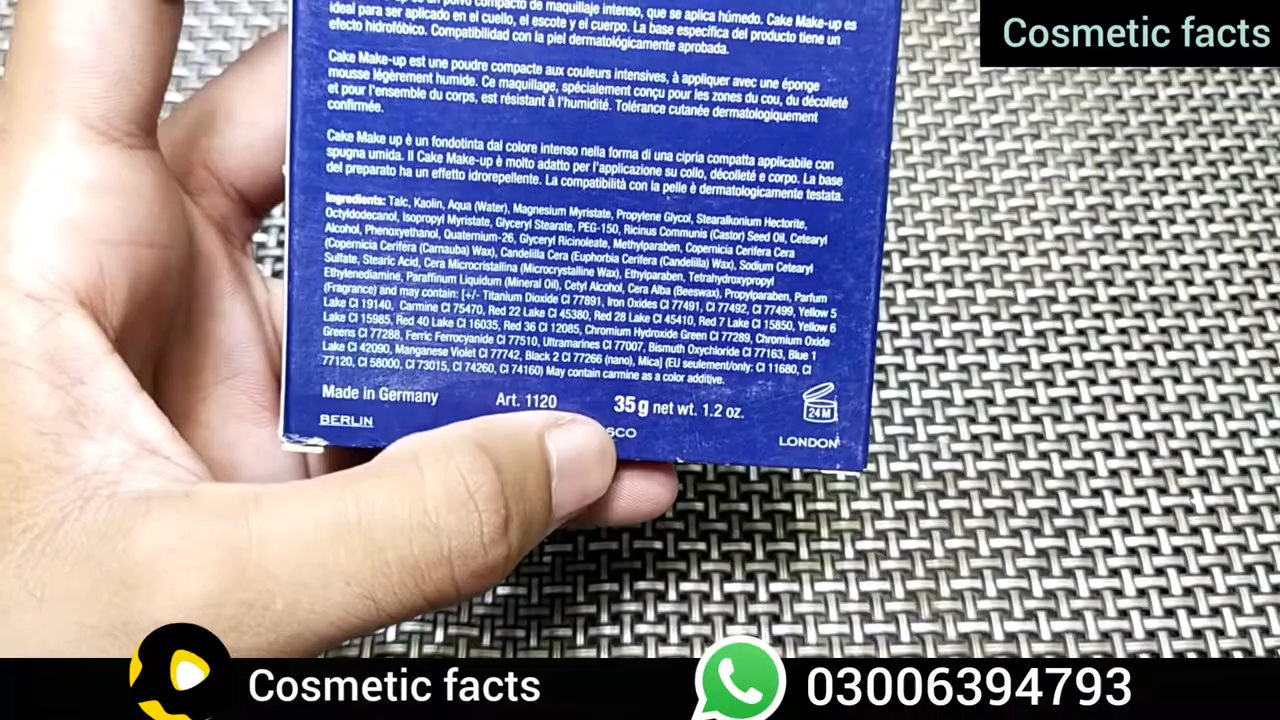 Cosmetic facts
compacto de maquillaje intenso, que se aplica húmedo. Cake Make-up es
ideal para ser aplicado en el cuello, el escote y el cuerpo. La base específica del producto tiene un
efecto hidrofóbico. Compatibilidad con la piel dermatológicamente aprobada.
Cake Make-up est une poudre compacte aux couleurs intensives, à appliquer avec une éponge
mousse légèrement humide. Ce maquillage, spécialement conçu pour les zones du cou, du décolleté
et pour l'ensemble du corps, est résistant à l'humidité. Tolérance cutanée dermatologiquement
confirmée.
Cake Make up è un fondotinta dal colore intenso nella forma di una cipria compatta applicabile con
spugna umida. Il Cake Make-up è molto adatto per l'applicazione su collo, décolleté e corpo. La base
del preparato ha un effetto idrorepellente. La compatibilità con la pelle è dermatologicamente testata.
Ingredients: Talc, Kaolin, Aqua (Water), Magnesium Myristate, Propylene Glycol, Stearalkonium Hectorite,
Octyldodecanol, Isopropyl Myristate, Glyceryl Stearate, PEG-150, Ricinus Communis (Castor) Seed Oil, Cetearyl
Alcohol, Phenoxyethanol, Quaternium-26, Glyceryl Ricinoleate, Methylparaben, Copernicia Cerifera Cera
(Copernicia Cerifera (Carnauba) Wax), Candelilla Cera (Euphorbia Cerifera (Candelilla) Wax), Sodium Cetearyl
Sulfate, Stearic Acid, Cera Microcristallina (Microcrystalline Wax), Ethylparaben, Tetrahydroxypropyl
Ethylenediamine, Paraffinum Liquidum (Mineral Oil), Cetyl Alcohol, Cera Alba (Beeswax), Propylparaben, Parfum
(Fragrance) and may contain: [+/- Titanium Dioxide CI 77891, Iron Oxides CI 77491, CI 77492, CI 77499, Yellow 5
Lake CI 19140, Carmine CI 75470, Red 22 Lake CI 45380, Red 28 Lake CI 45410, Red 7 Lake CI 15850, Yellow 6
Lake CI 15985, Red 40 Lake CI 16035, Red 36 CI 12085, Chromium Hydroxide Green CI 77289, Chromium Oxide
Greens CI 77288, Ferric Ferrocyanide CI 77510, Ultramarines CI 77007, Bismuth Oxychloride CI 77163, Blue 1
Lake CI 42090, Manganese Violet CI 77742, Black 2 CI 77266 (nano), Mica] (EU seulement/only: CI 11680, CI
77120, CI 58000, CI 73015, CI 74260, CI 74160) May contain carmine as a color additive.
Made in Germany Art. 1120 35g net wt. 1.2 oz. 24M
BERLIN SCO LONDON
Cosmetic facts 03006394793